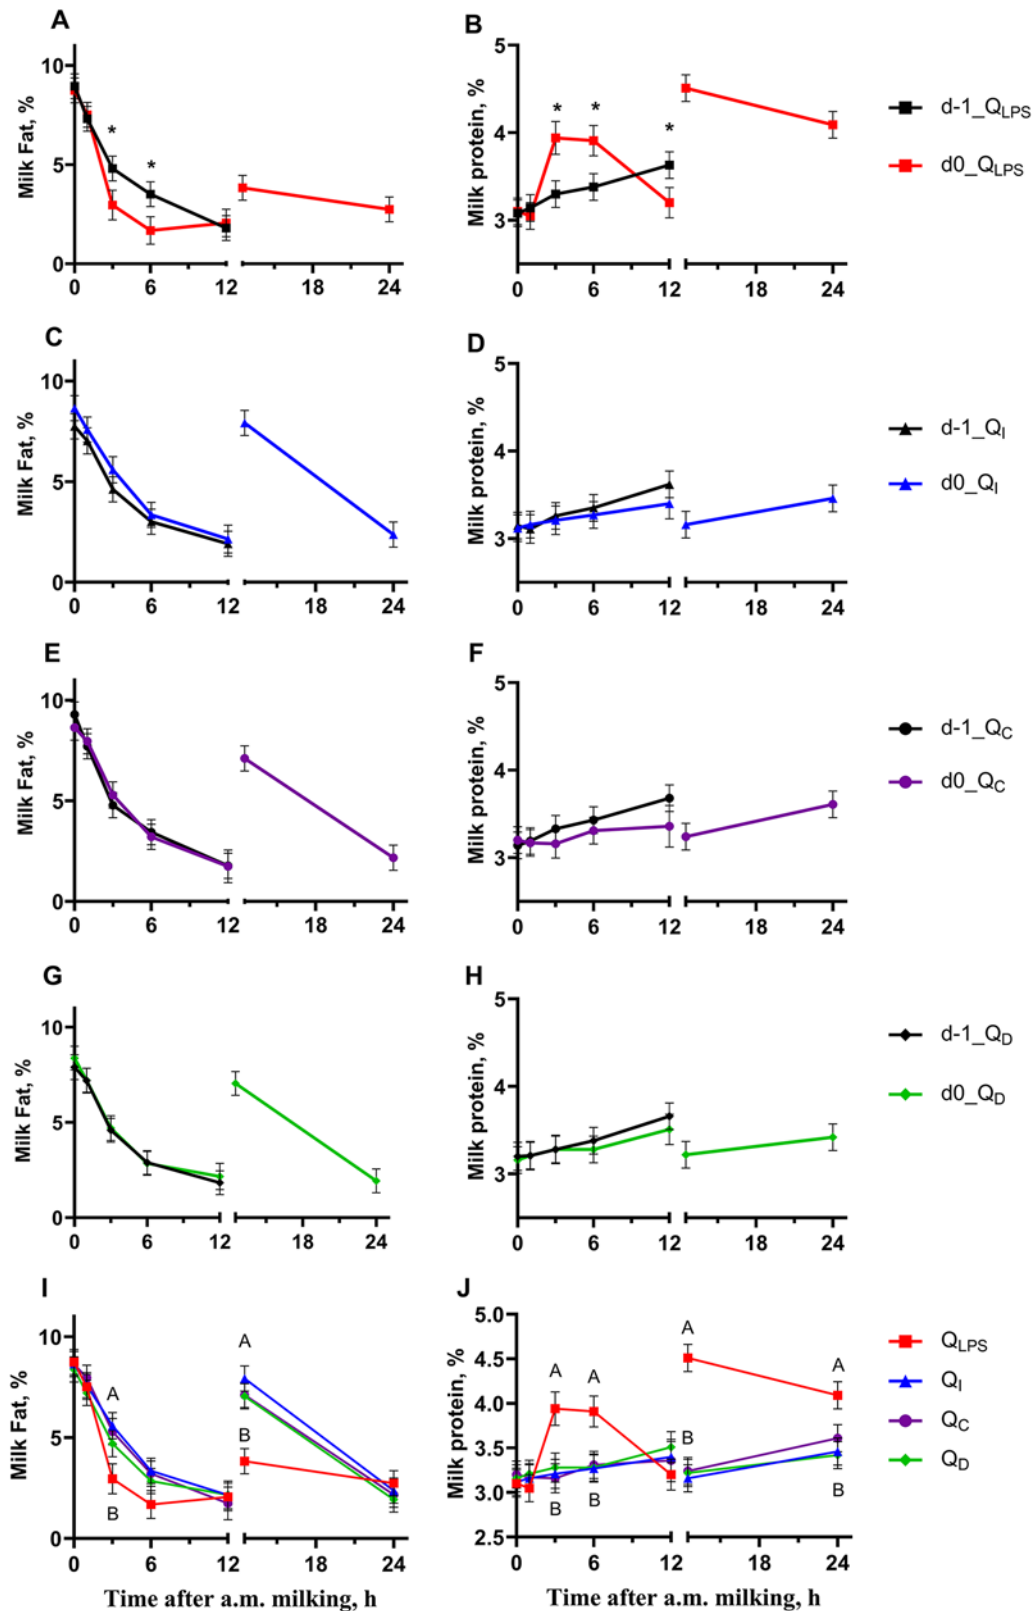 A
Milk Fat, %
10
5
0
0 6 12 18 24
* *
B
Milk protein, %
5
4
3
0 6 12 18 24
* * *
d-1_QLPS
d0_QLPS
C
Milk Fat, %
10
5
0
0 6 12 18 24
D
Milk protein, %
5
4
3
0 6 12 18 24
d-1_QI
d0_QI
E
Milk Fat, %
10
5
0
0 6 12 18 24
F
Milk protein, %
5
4
3
0 6 12 18 24
d-1_QC
d0_QC
G
Milk Fat, %
10
5
0
0 6 12 18 24
H
Milk protein, %
5
4
3
0 6 12 18 24
d-1_QD
d0_QD
I
Milk Fat, %
10
5
0
A
B
A
B
0 6 12 18 24
Time after a.m. milking, h
J
Milk protein, %
5.0
4.5
4.0
3.5
3.0
2.5
A A A A
B B B B
0 6 12 18 24
Time after a.m. milking, h
QLPS
QI
QC
QD